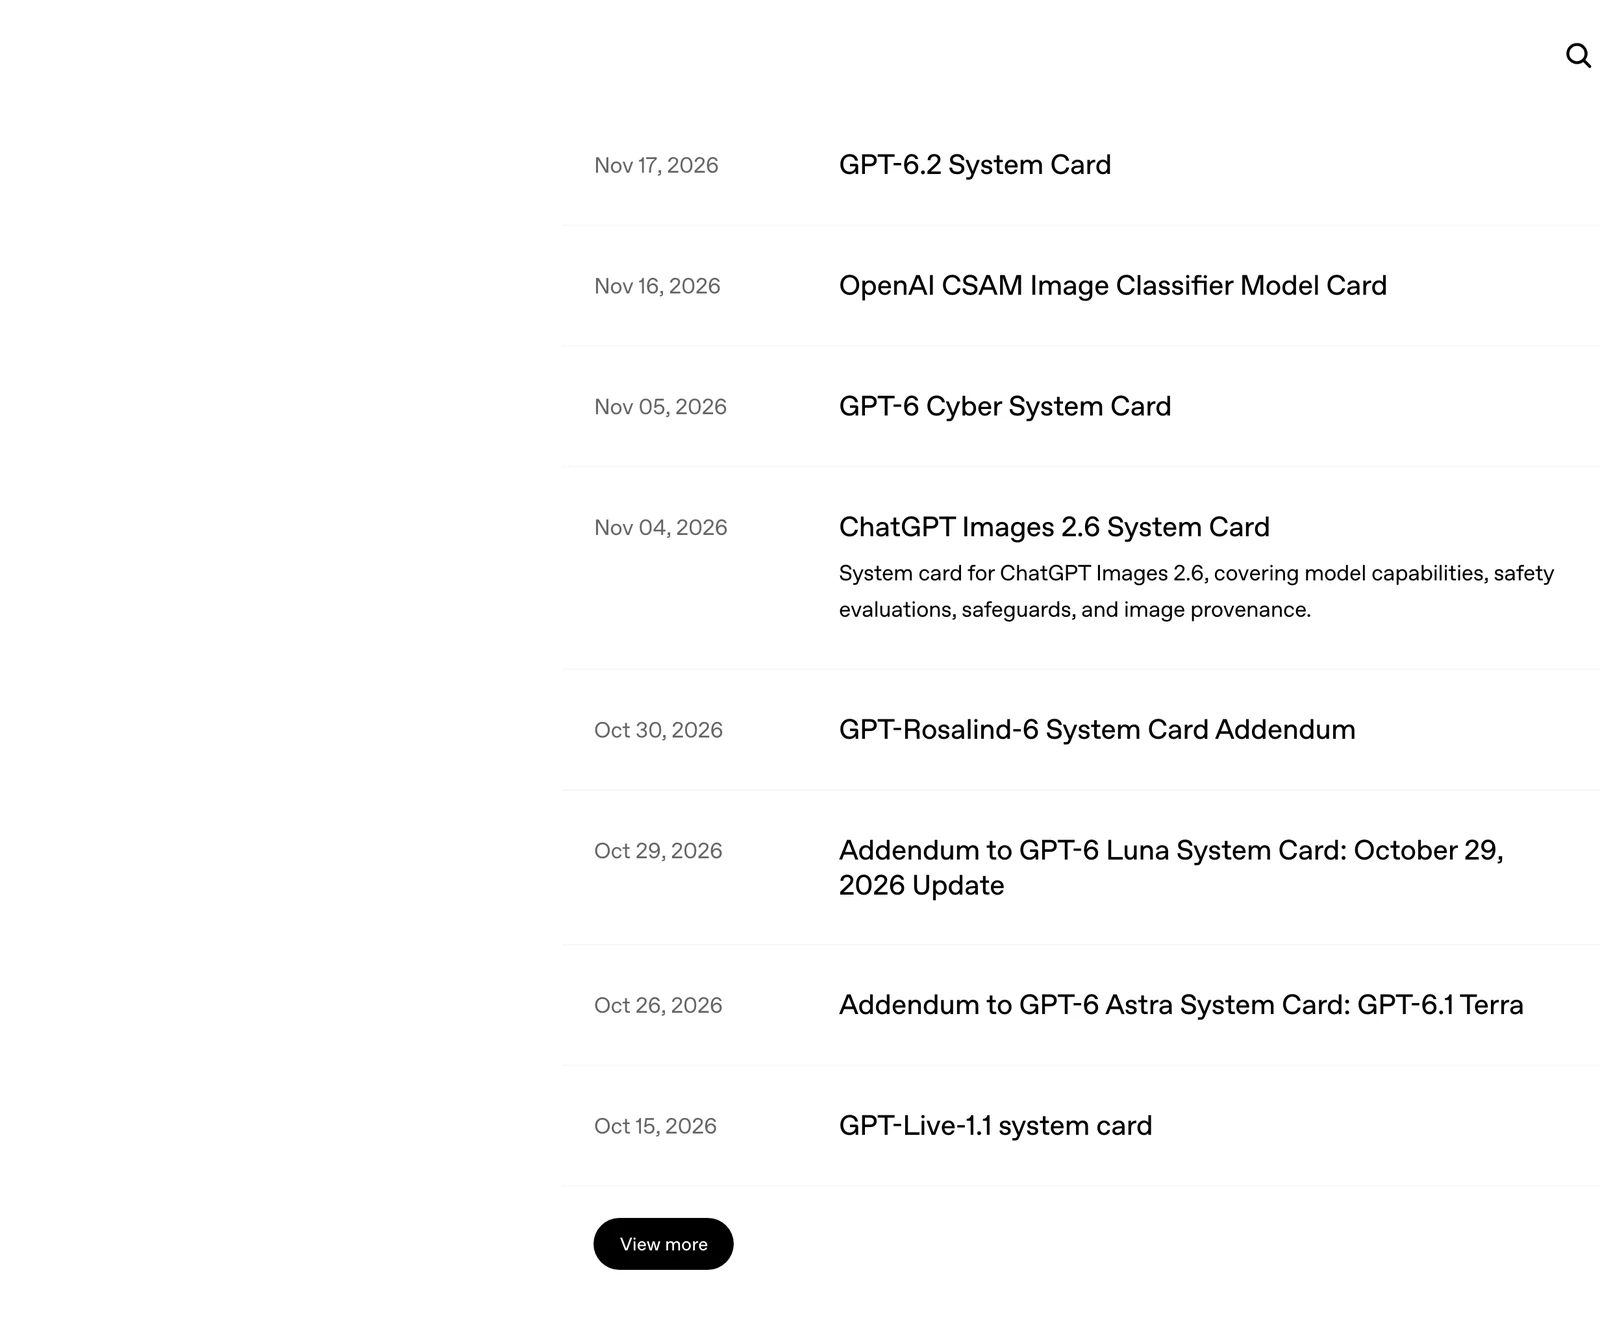 Nov 17, 2026
GPT-6.2 System Card
Nov 16, 2026
OpenAI CSAM Image Classifier Model Card
Nov 05, 2026
GPT-6 Cyber System Card
Nov 04, 2026
ChatGPT Images 2.6 System Card
System card for ChatGPT Images 2.6, covering model capabilities, safety
evaluations, safeguards, and image provenance.
Oct 30, 2026
GPT-Rosalind-6 System Card Addendum
Oct 29, 2026
Addendum to GPT-6 Luna System Card: October 29,
2026 Update
Oct 26, 2026
Addendum to GPT-6 Astra System Card: GPT-6.1 Terra
Oct 15, 2026
GPT-Live-1.1 system card
View more